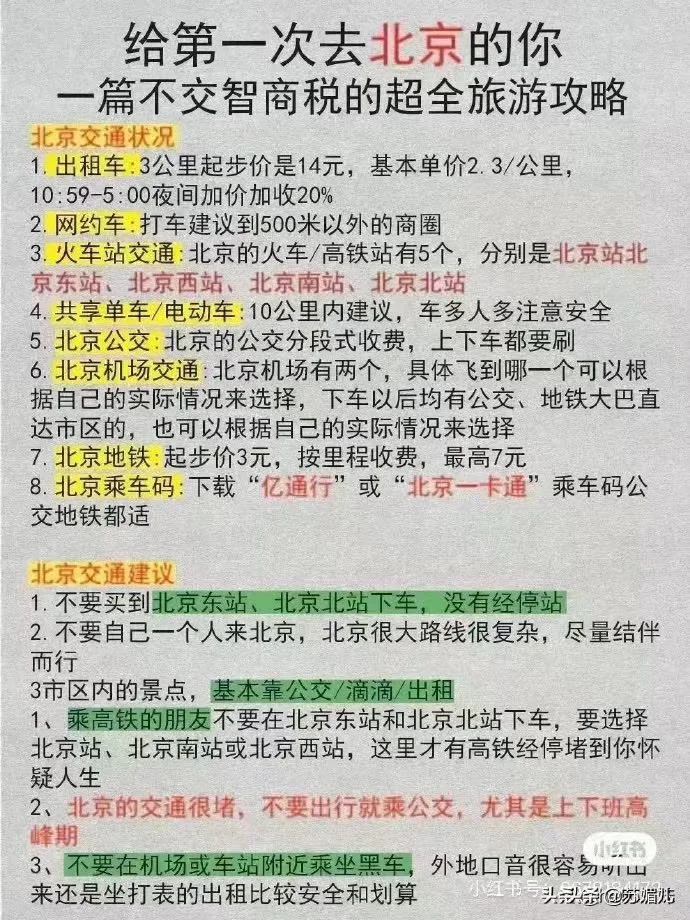 给第一次去北京的你
一篇不交智商税的超全旅游攻略
北京交通状况
1. 出租车:3公里起步价是14元，基本单价2.3/公里，
10:59-5:00夜间加价加收20%
2. 网约车:打车建议到500米以外的商圈
3. 火车站交通:北京的火车/高铁站有5个，分别是北京站北
京东站、北京西站、北京南站、北京北站
4. 共享单车/电动车:10公里内建议，车多人多注意安全
5. 北京公交:北京的公交分段式收费，上下车都要刷
6. 北京机场交通:北京机场有两个，具体飞到哪一个可以根
据自己的实际情况来选择，下车以后均有公交、地铁大巴直
达市区的，也可以根据自己的实际情况来选择
7. 北京地铁:起步价3元，按里程收费，最高7元
8. 北京乘车码:下载“亿通行”或“北京一卡通”乘车码公
交地铁都适
北京交通建议
1. 不要买到北京东站、北京北站下车，没有经停站
2. 不要自己一个人来北京，北京很大路线很复杂，尽量结伴
而行
3市区内的景点，基本靠公交/滴滴/出租
1、乘高铁的朋友不要在北京东站和北京北站下车，要选择
北京站、北京南站或北京西站，这里才有高铁经停堵到你怀
疑人生
2、北京的交通很堵，不要出行就乘公交，尤其是上下班高
峰期
3、不要在机场或车站附近乘坐黑车，外地口音很容易听出
来还是坐打表的出租比较安全和划算
小红书
小红书号：
头条@苏媚儿